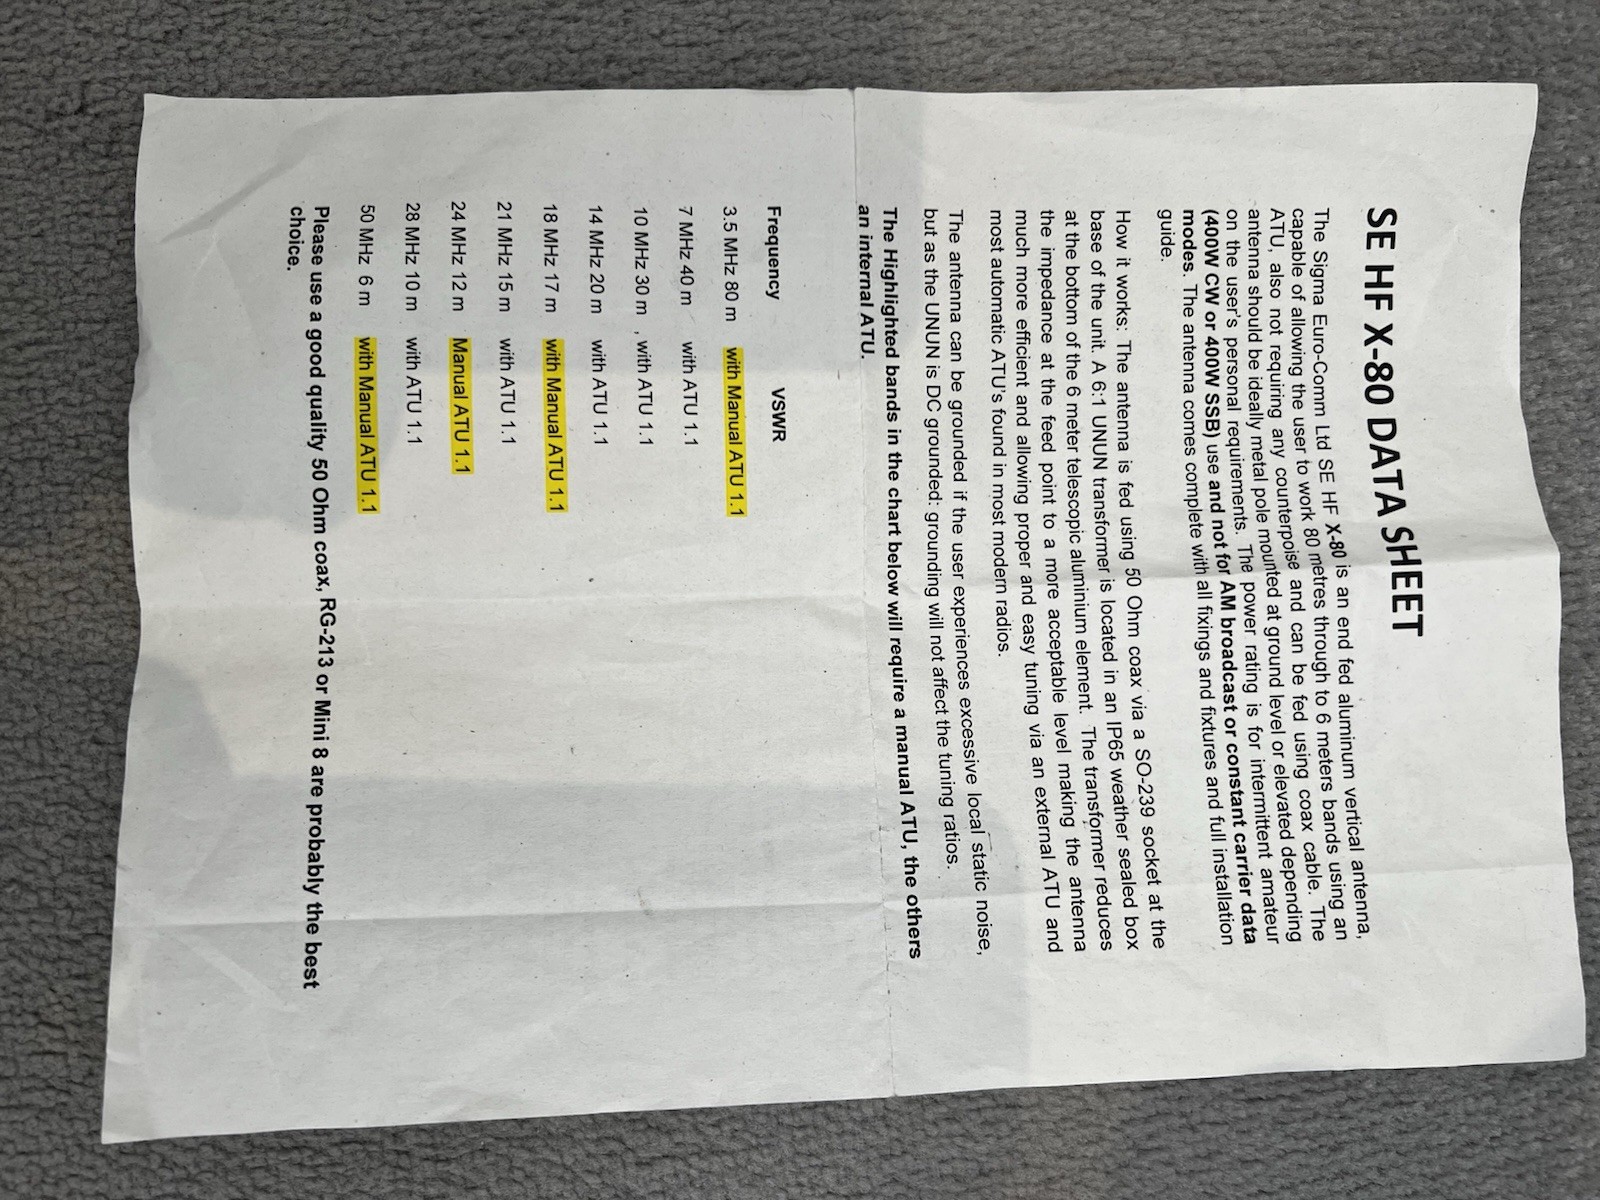 SE HF X-80 DATA SHEET
The Sigma Euro-Comm Ltd SE HF X-80 is an end fed aluminum vertical antenna,
capable of allowing the user to work 80 metres through to 6 meters bands using an
ATU, also not requiring any counterpoise and can be fed using coax cable. The
antenna should be ideally metal pole mounted at ground level or elevated depending
on the user's personal requirements. The power rating is for intermittent amateur
(400W CW or 400W SSB) use and not for AM broadcast or constant carrier data
modes. The antenna comes complete with all fixings and fixtures and full installation
guide.
How it works: The antenna is fed using 50 Ohm coax via a SO-239 socket at the
base of the unit. A 6:1 UNUN transformer is located in an IP65 weather sealed box
at the bottom of the 6 meter telescopic aluminium element. The transformer reduces
the impedance at the feed point to a more acceptable level making the antenna
much more efficient and allowing proper and easy tuning via an external ATU and
most automatic ATU's found in most modern radios.
The antenna can be grounded if the user experiences excessive local static noise,
but as the UNUN is DC grounded: grounding will not affect the tuning ratios.
The Highlighted bands in the chart below will require a manual ATU, the others
an internal ATU.
Frequency VSWR
3.5 MHz 80 m with Manual ATU 1.1
7 MHz 40 m with ATU 1.1
10 MHz 30 m , with ATU 1.1
14 MHz 20 m with ATU 1.1
18 MHz 17 m with Manual ATU 1.1
21 MHz 15 m with ATU 1.1
24 MHz 12 m Manual ATU 1.1
28 MHz 10 m with ATU 1.1
50 MHz 6 m with Manual ATU 1.1
Please use a good quality 50 Ohm coax, RG-213 or Mini 8 are probably the best
choice.